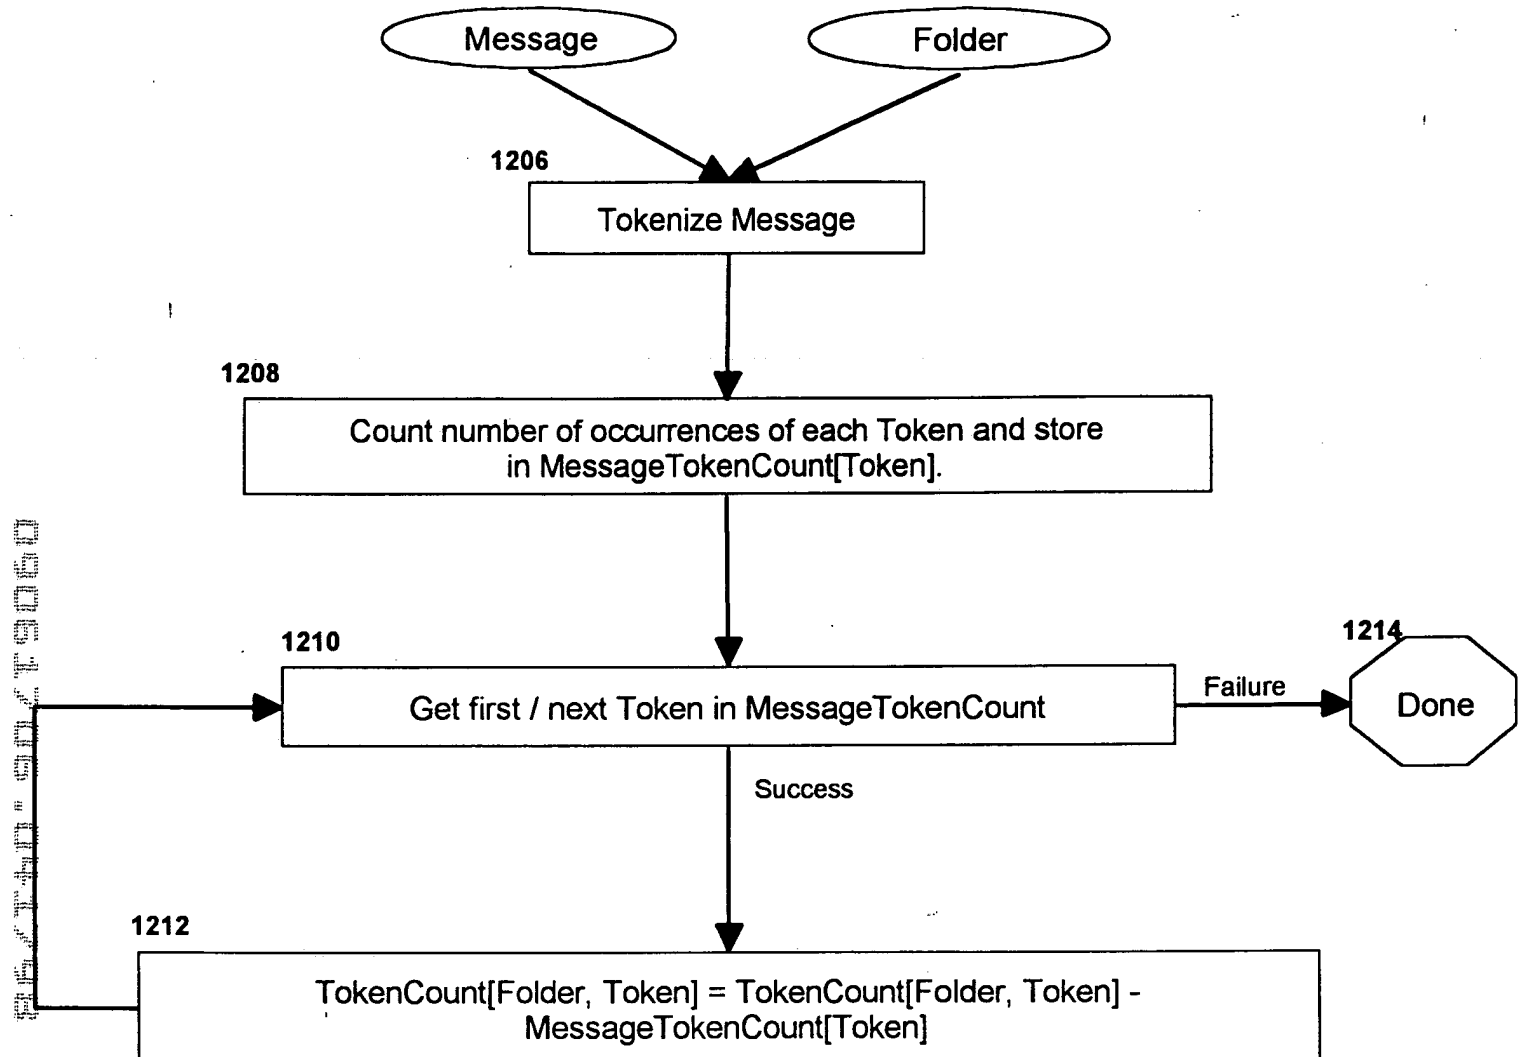 Message
Folder
1206
Tokenize Message
1208
Count number of occurrences of each Token and store
in MessageTokenCount[Token].
1210
Get first / next Token in MessageTokenCount
Failure
1214
Done
Success
1212
TokenCount[Folder, Token] = TokenCount[Folder, Token] -
MessageTokenCount[Token]